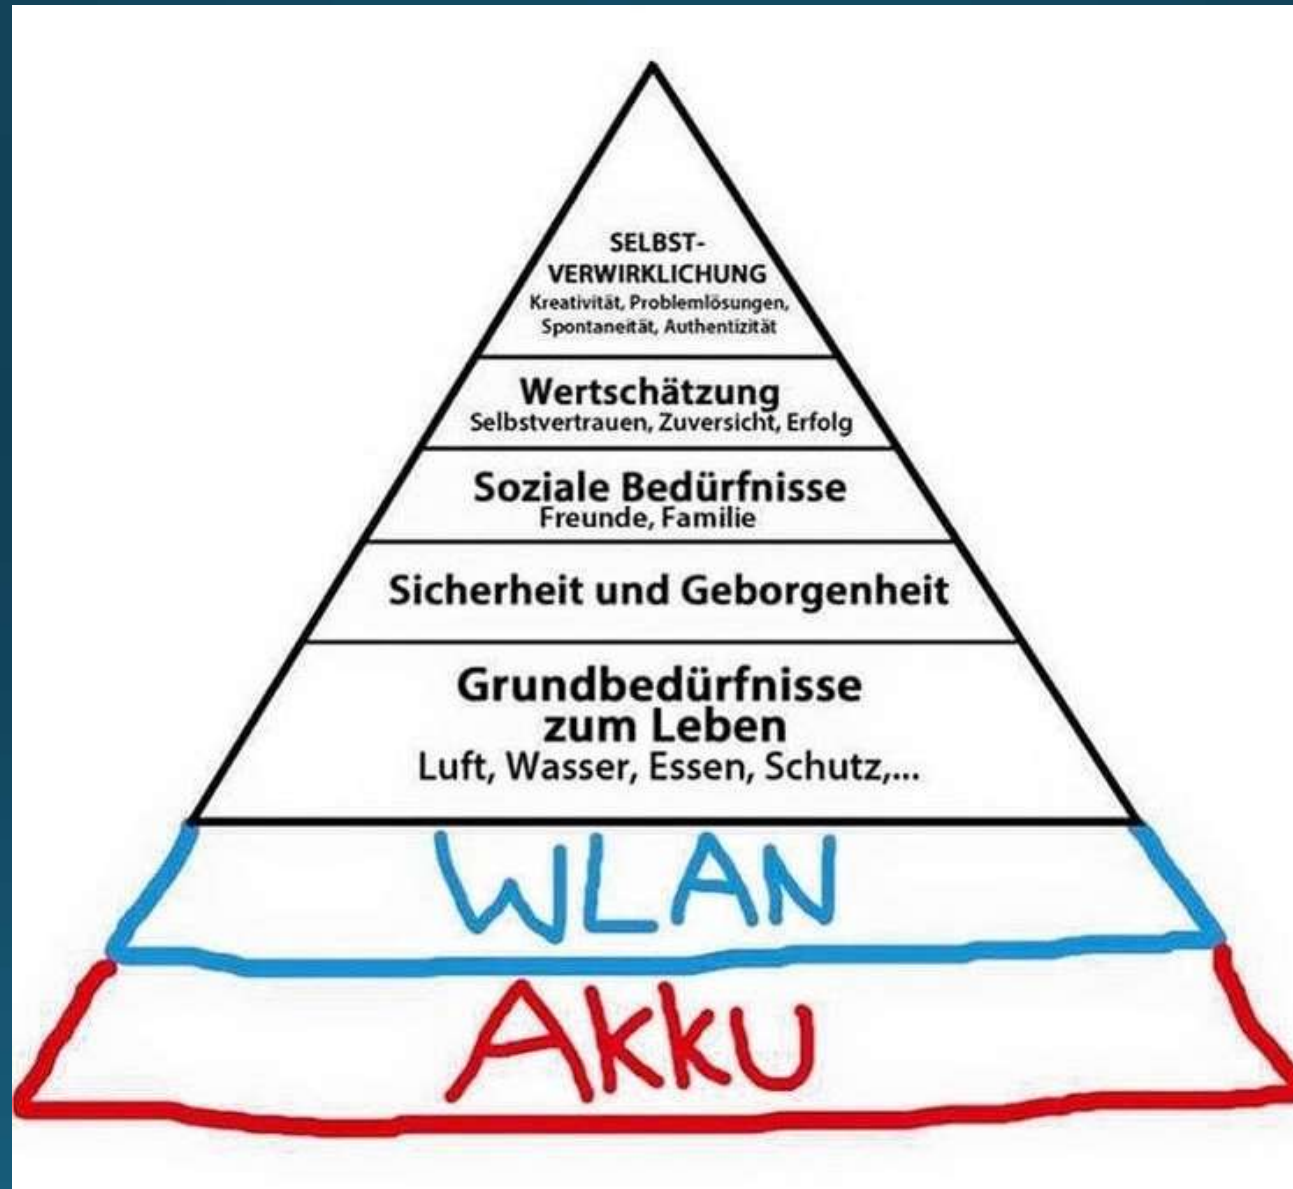 SELBST-
VERWIRKLICHUNG
Kreativität, Problemlösungen,
Spontaneität, Authentizität
Wertschätzung
Selbstvertrauen, Zuversicht, Erfolg
Soziale Bedürfnisse
Freunde, Familie
Sicherheit und Geborgenheit
Grundbedürfnisse
zum Leben
Luft, Wasser, Essen, Schutz,...
WLAN
Akku